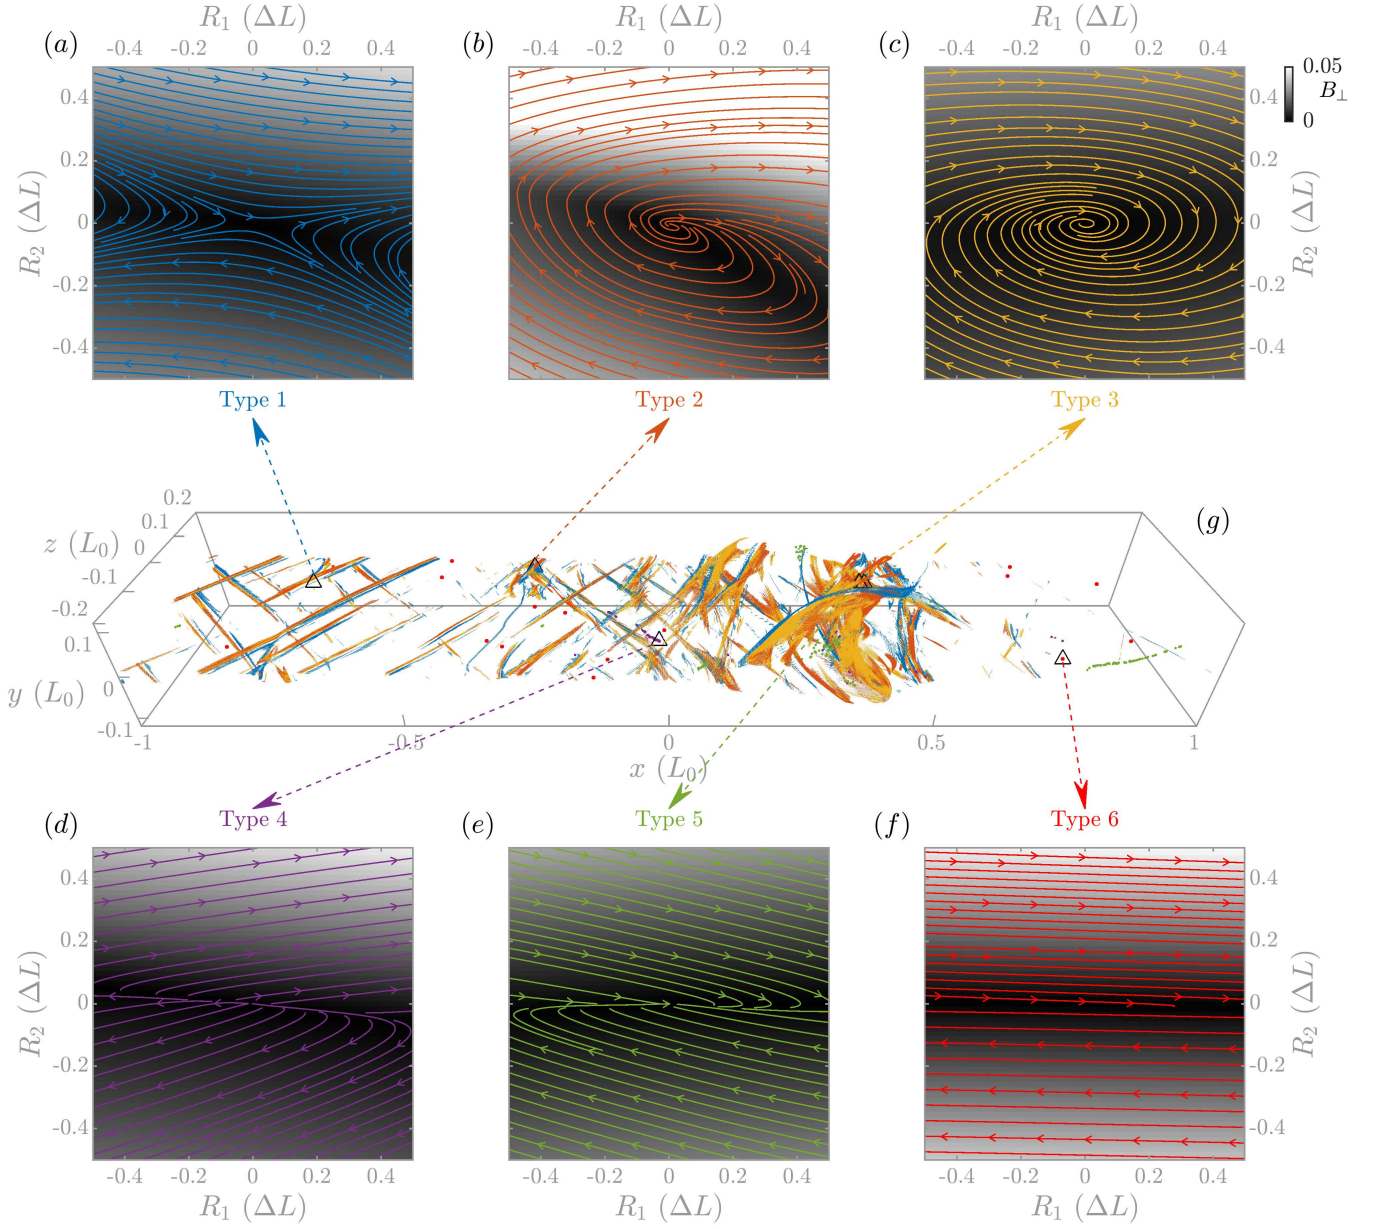 R₁ (ΔL) R₁ (ΔL) R₁ (ΔL)
(a) -0.4 -0.2 0 0.2 0.4 (b) -0.4 -0.2 0 0.2 0.4 (c) -0.4 -0.2 0 0.2 0.4
0.05
B⊥
0
0.4
0.2
0
-0.2
-0.4
R₂ (ΔL)
0.4
0.2
0
-0.2
-0.4
R₂ (ΔL)
Type 1 Type 2 Type 3
(g)
0.2
0.1
z (L₀) 0
-0.1
-0.2
0.1
y (L₀) 0
-0.1
-1 -0.5 0 0.5 1
x (L₀)
(d) Type 4 (e) Type 5 (f) Type 6
0.4
0.2
0
-0.2
-0.4
R₂ (ΔL)
0.4
0.2
0
-0.2
-0.4
R₂ (ΔL)
-0.4 -0.2 0 0.2 0.4 -0.4 -0.2 0 0.2 0.4 -0.4 -0.2 0 0.2 0.4
R₁ (ΔL) R₁ (ΔL) R₁ (ΔL)